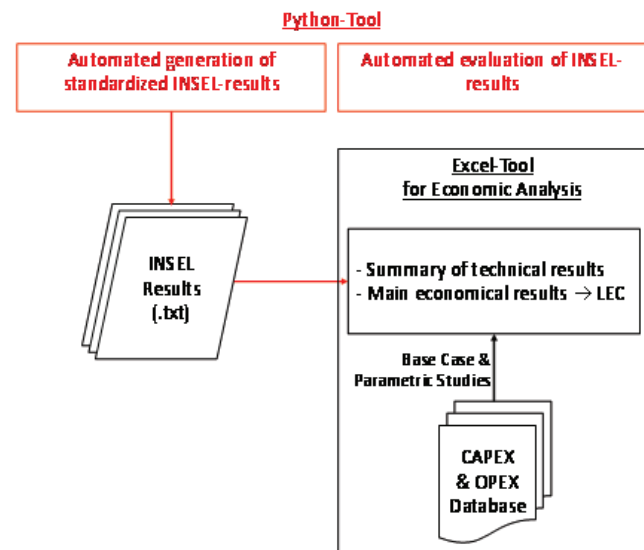 Python-Tool
Automated generation of
standardized INSEL-results
Automated evaluation of INSEL-
results
Excel-Tool
for Economic Analysis
INSEL
Results
(.txt)
- Summary of technical results
- Main economical results → LEC
Base Case &
Parametric Studies
CAPEX
& OPEX
Database